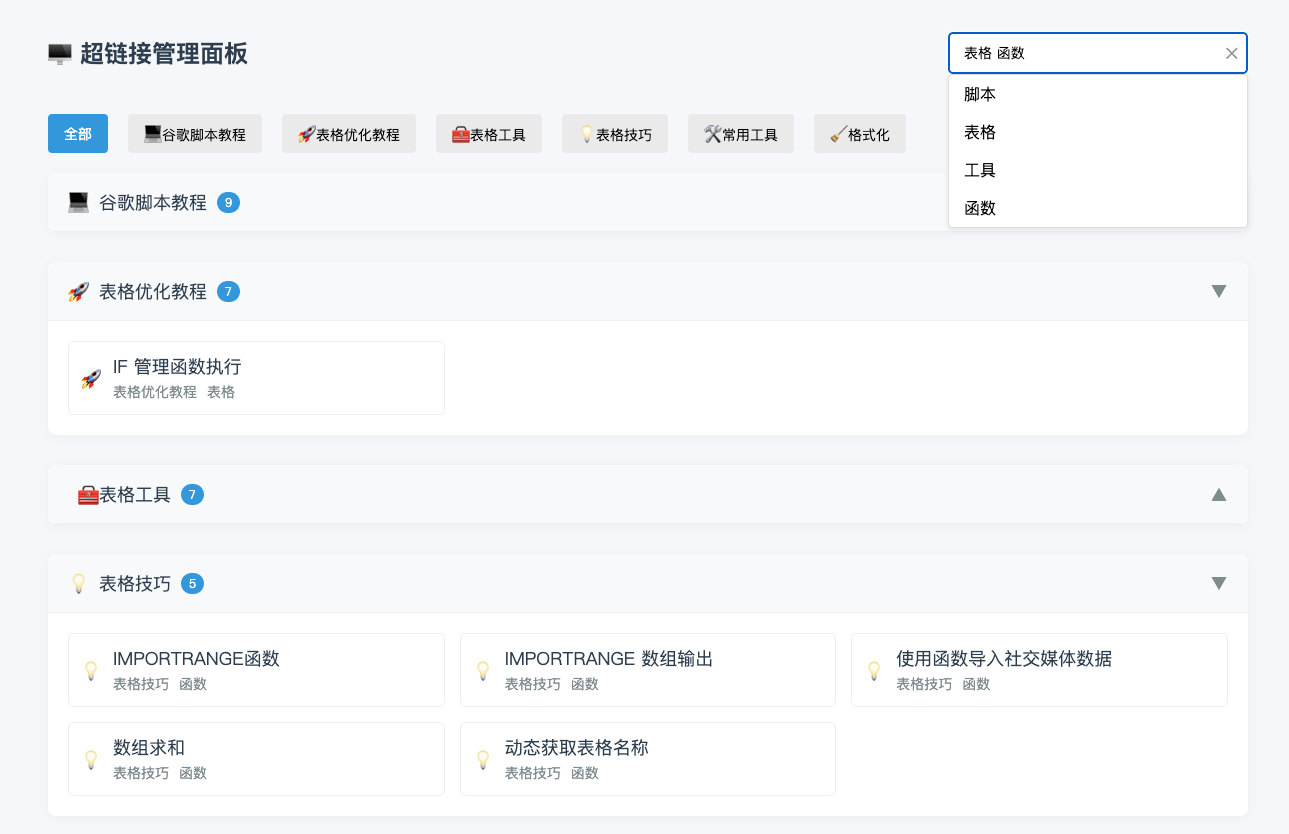 超链接管理面板
表格 函数
脚本
表格
工具
函数
全部
谷歌脚本教程
表格优化教程
表格工具
表格技巧
常用工具
格式化
谷歌脚本教程 9
表格优化教程 7
IF 管理函数执行
表格优化教程 表格
表格工具 7
表格技巧 5
IMPORTRANGE函数
表格技巧 函数
IMPORTRANGE 数组输出
表格技巧 函数
使用函数导入社交媒体数据
表格技巧 函数
数组求和
表格技巧 函数
动态获取表格名称
表格技巧 函数